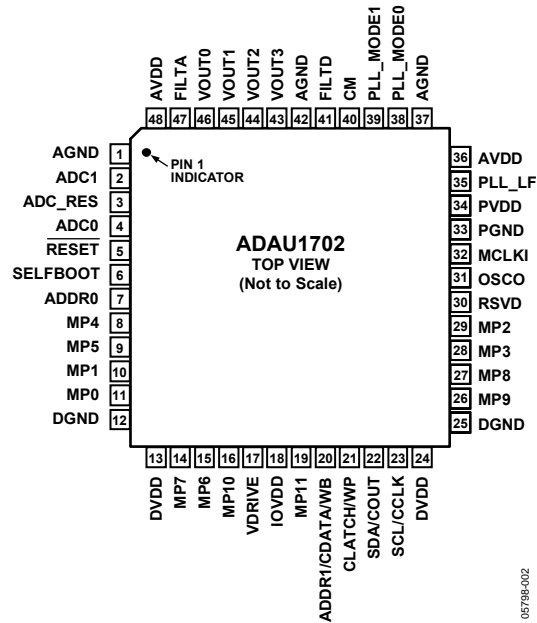 AVDD
FILTA
VOUT0
VOUT1
VOUT2
VOUT3
AGND
FILTD
CM
PLL_MODE1
PLL_MODE0
AGND
48 47 46 45 44 43 42 41 40 39 38 37
AGND 1
ADC1 2
ADC_RES 3
ADC0 4
RESET 5
SELFBOOT 6
ADDR0 7
MP4 8
MP5 9
MP1 10
MP0 11
DGND 12
PIN 1
INDICATOR
ADAU1702
TOP VIEW
(Not to Scale)
36 AVDD
35 PLL_LF
34 PVDD
33 PGND
32 MCLKI
31 OSCO
30 RSVD
29 MP2
28 MP3
27 MP8
26 MP9
25 DGND
13 14 15 16 17 18 19 20 21 22 23 24
DVDD
MP7
MP6
MP10
VDRIVE
IOVDD
MP11
ADDR1/CDATA/WB
CLATCH/WP
SDA/COUT
SCL/CCLK
DVDD
05798-002